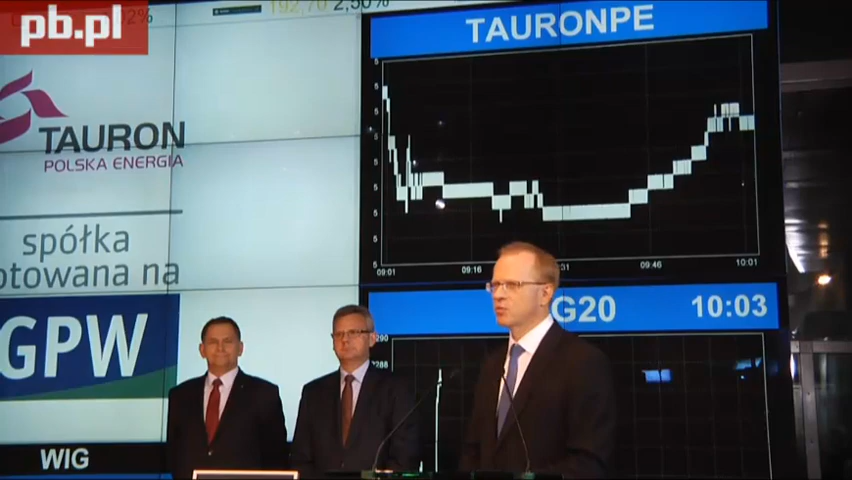 pb.pl
192,70 2,50%
TAURONPE
TAURON
POLSKA ENERGIA
spółka
notowana na
GPW
09:01 09:16 09:46 10:01
G20 10:03
WIG